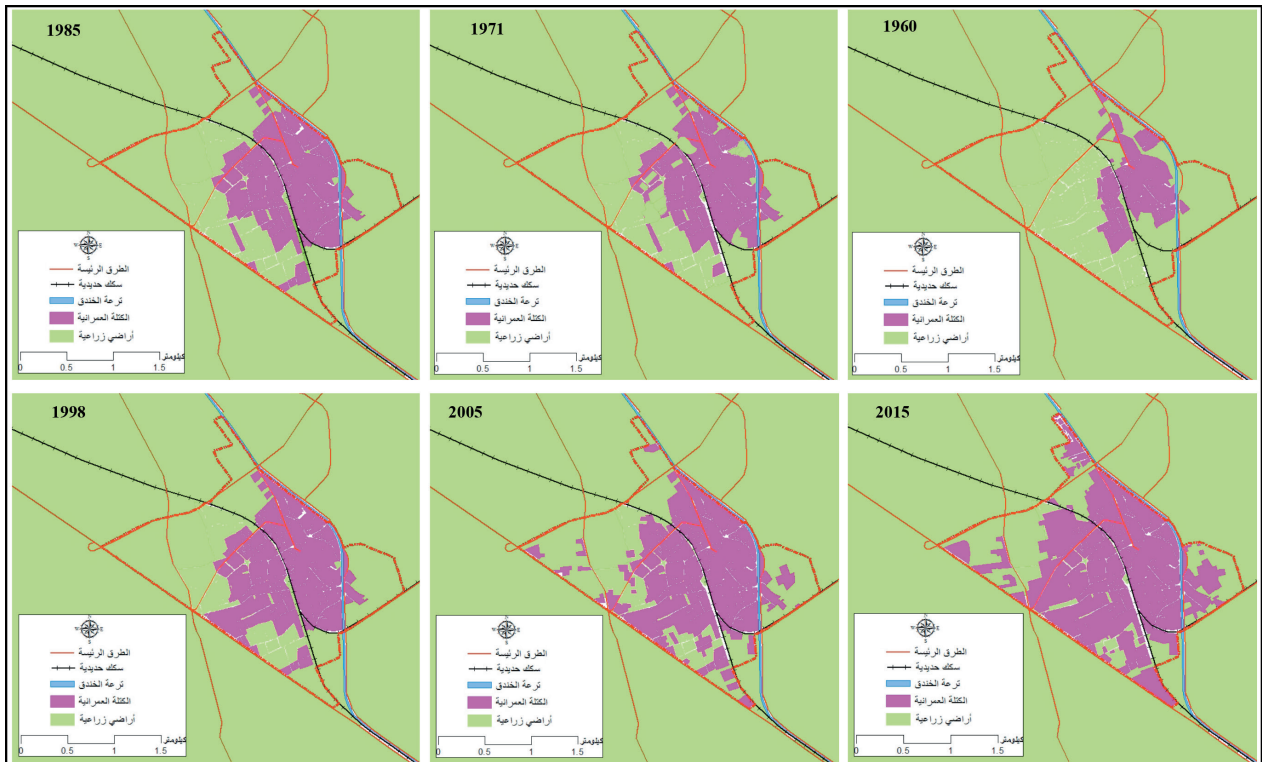 1985
N
W
E
S
الطرق الرئيسة
سكك حديدية
ترعة الخندق
الكتلة العمرانية
أراضي زراعية
كيلومتر
0 0.5 1 1.5
1971
N
W
E
S
الطرق الرئيسة
سكك حديدية
ترعة الخندق
الكتلة العمرانية
أراضي زراعية
كيلومتر
0 0.5 1 1.5
1960
N
W
E
S
الطرق الرئيسة
سكك حديدية
ترعة الخندق
الكتلة العمرانية
أراضي زراعية
كيلومتر
0 0.5 1 1.5
1998
N
W
E
S
الطرق الرئيسة
سكك حديدية
ترعة الخندق
الكتلة العمرانية
أراضي زراعية
كيلومتر
0 0.5 1 1.5
2005
N
W
E
S
الطرق الرئيسة
سكك حديدية
ترعة الخندق
الكتلة العمرانية
أراضي زراعية
كيلومتر
0 0.5 1 1.5
2015
N
W
E
S
الطرق الرئيسة
سكك حديدية
ترعة الخندق
الكتلة العمرانية
أراضي زراعية
كيلومتر
0 0.5 1 1.5